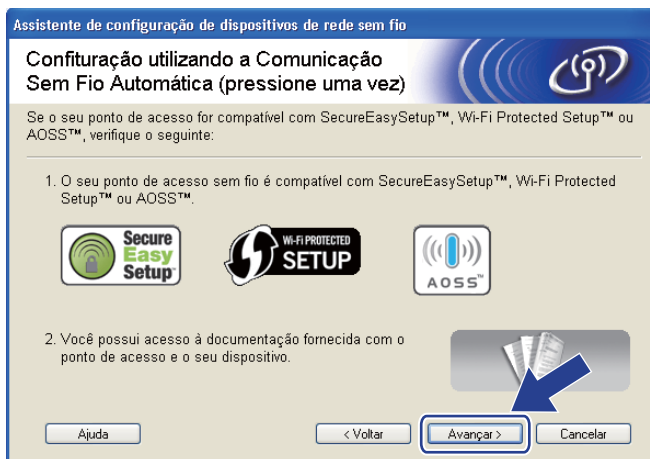 Assistente de configuração de dispositivos de rede sem fio
Confituração utilizando a Comunicação
Sem Fio Automática (pressione uma vez)
Se o seu ponto de acesso for compatível com SecureEasySetup™, Wi-Fi Protected Setup™ ou
AOSS™, verifique o seguinte:
1. O seu ponto de acesso sem fio é compatível com SecureEasySetup™, Wi-Fi Protected
Setup™ ou AOSS™.
Secure
Easy
Setup™
Wi-Fi PROTECTED
SETUP
AOSS™
2. Você possui acesso à documentação fornecida com o
ponto de acesso e o seu dispositivo.
Ajuda
< Voltar
Avançar >
Cancelar